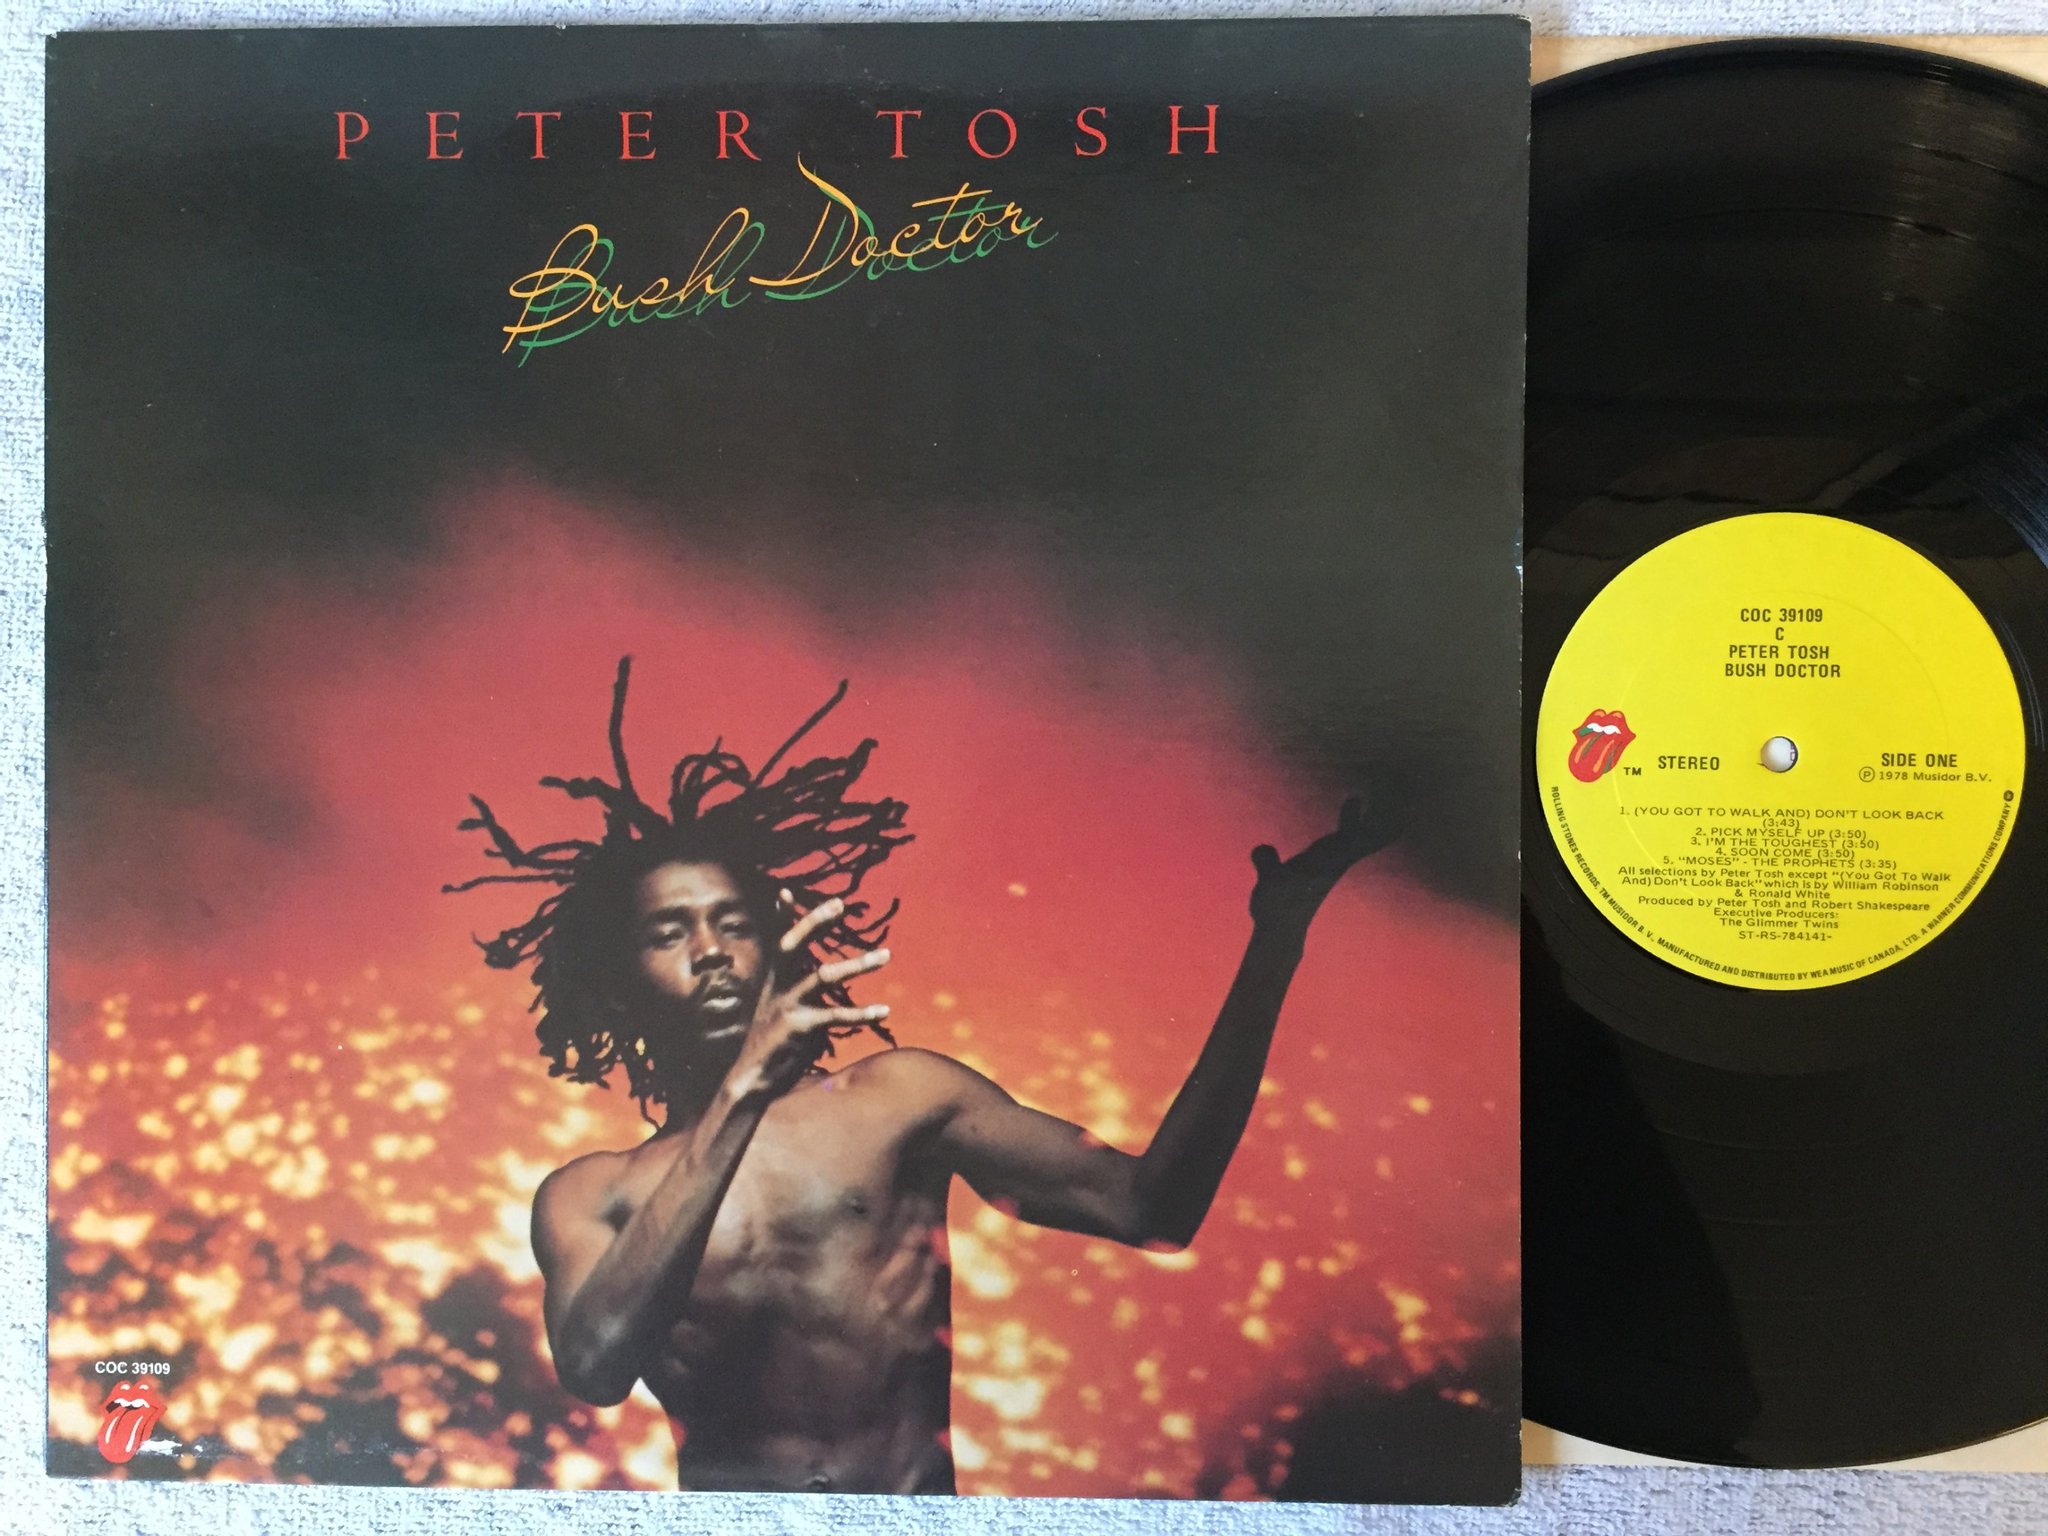 PETER TOSH
Bush Doctor
COC 39109
COC 39109
C
PETER TOSH
BUSH DOCTOR
TM
STEREO
SIDE ONE
Ⓟ 1978 Musidor B.V.
1. (YOU GOT TO WALK AND) DON'T LOOK BACK
(3:43)
2. PICK MYSELF UP (3:50)
3. I'M THE TOUGHEST (3:50)
4. SOON COME (3:50)
5. "MOSES" - THE PROPHETS (3:35)
All selections by Peter Tosh except "(You Got To Walk
And) Don't Look Back" which is by William Robinson
& Ronald White
Produced by Peter Tosh and Robert Shakespeare
Executive Producers:
The Glimmer Twins
ST-RS-784141-
ROLLING STONES RECORDS, TM MUSIDOR B.V., MANUFACTURED AND DISTRIBUTED BY WEA MUSIC OF CANADA, LTD. A WARNER COMMUNICATIONS COMPANY